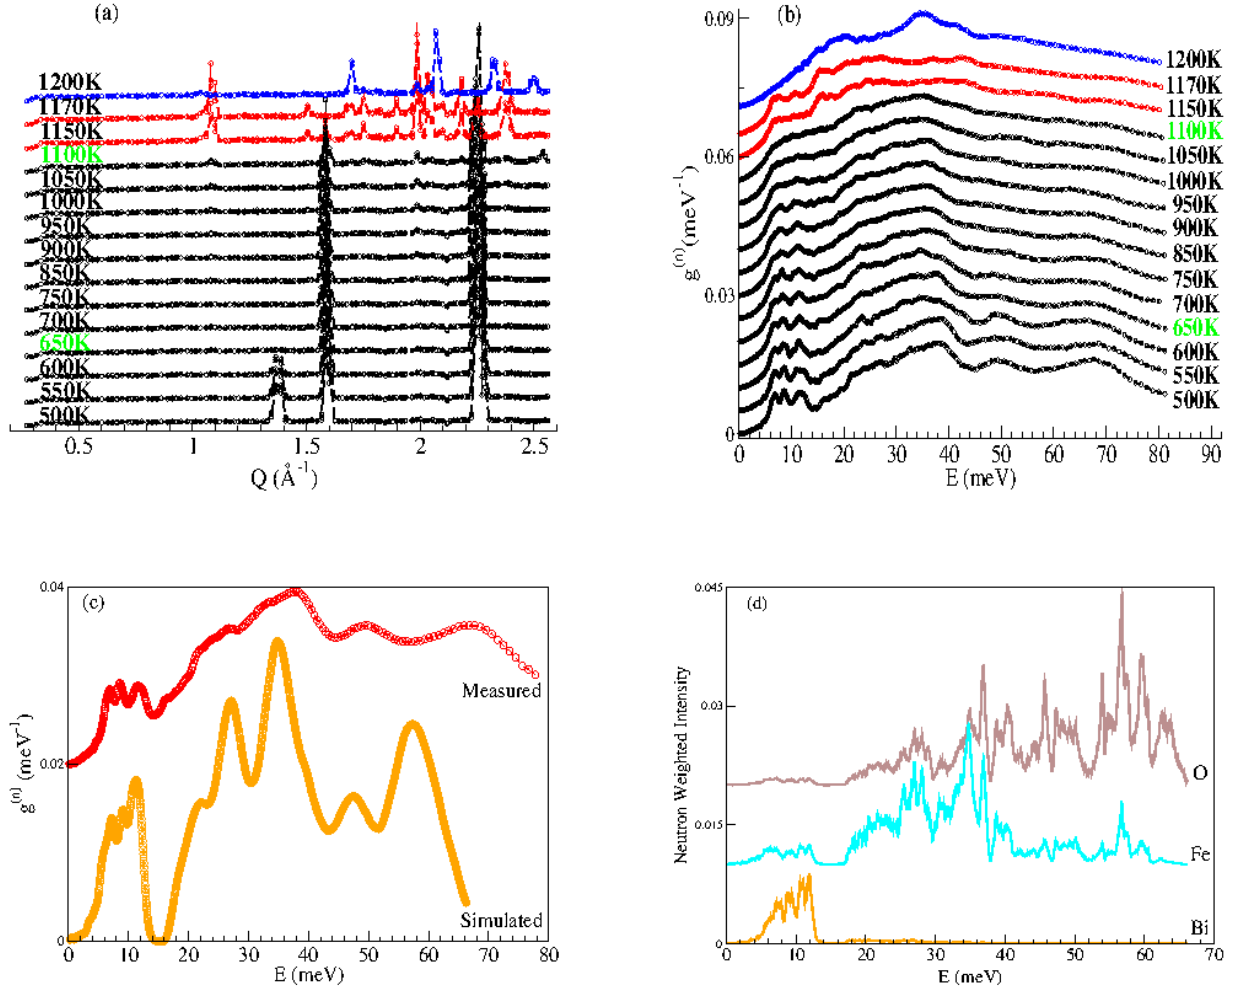 (a)
1200K
1170K
1150K
1100K
1050K
1000K
950K
900K
850K
750K
700K
650K
600K
550K
500K
0.5
1
1.5
2
2.5
Q (Å⁻¹)
(b)
0.09
0.06
0.03
0
g⁽ⁿ⁾(meV⁻¹)
1200K
1170K
1150K
1100K
1050K
1000K
950K
900K
850K
750K
700K
650K
600K
550K
500K
0 10 20 30 40 50 60 70 80 90
E (meV)
(c)
0.04
0.02
0
g⁽ⁿ⁾ (meV⁻¹)
Measured
Simulated
0 10 20 30 40 50 60 70 80
E (meV)
(d)
0.045
0.03
0.015
0
Neutron Weighted Intensity
O
Fe
Bi
0 10 20 30 40 50 60 70
E (meV)